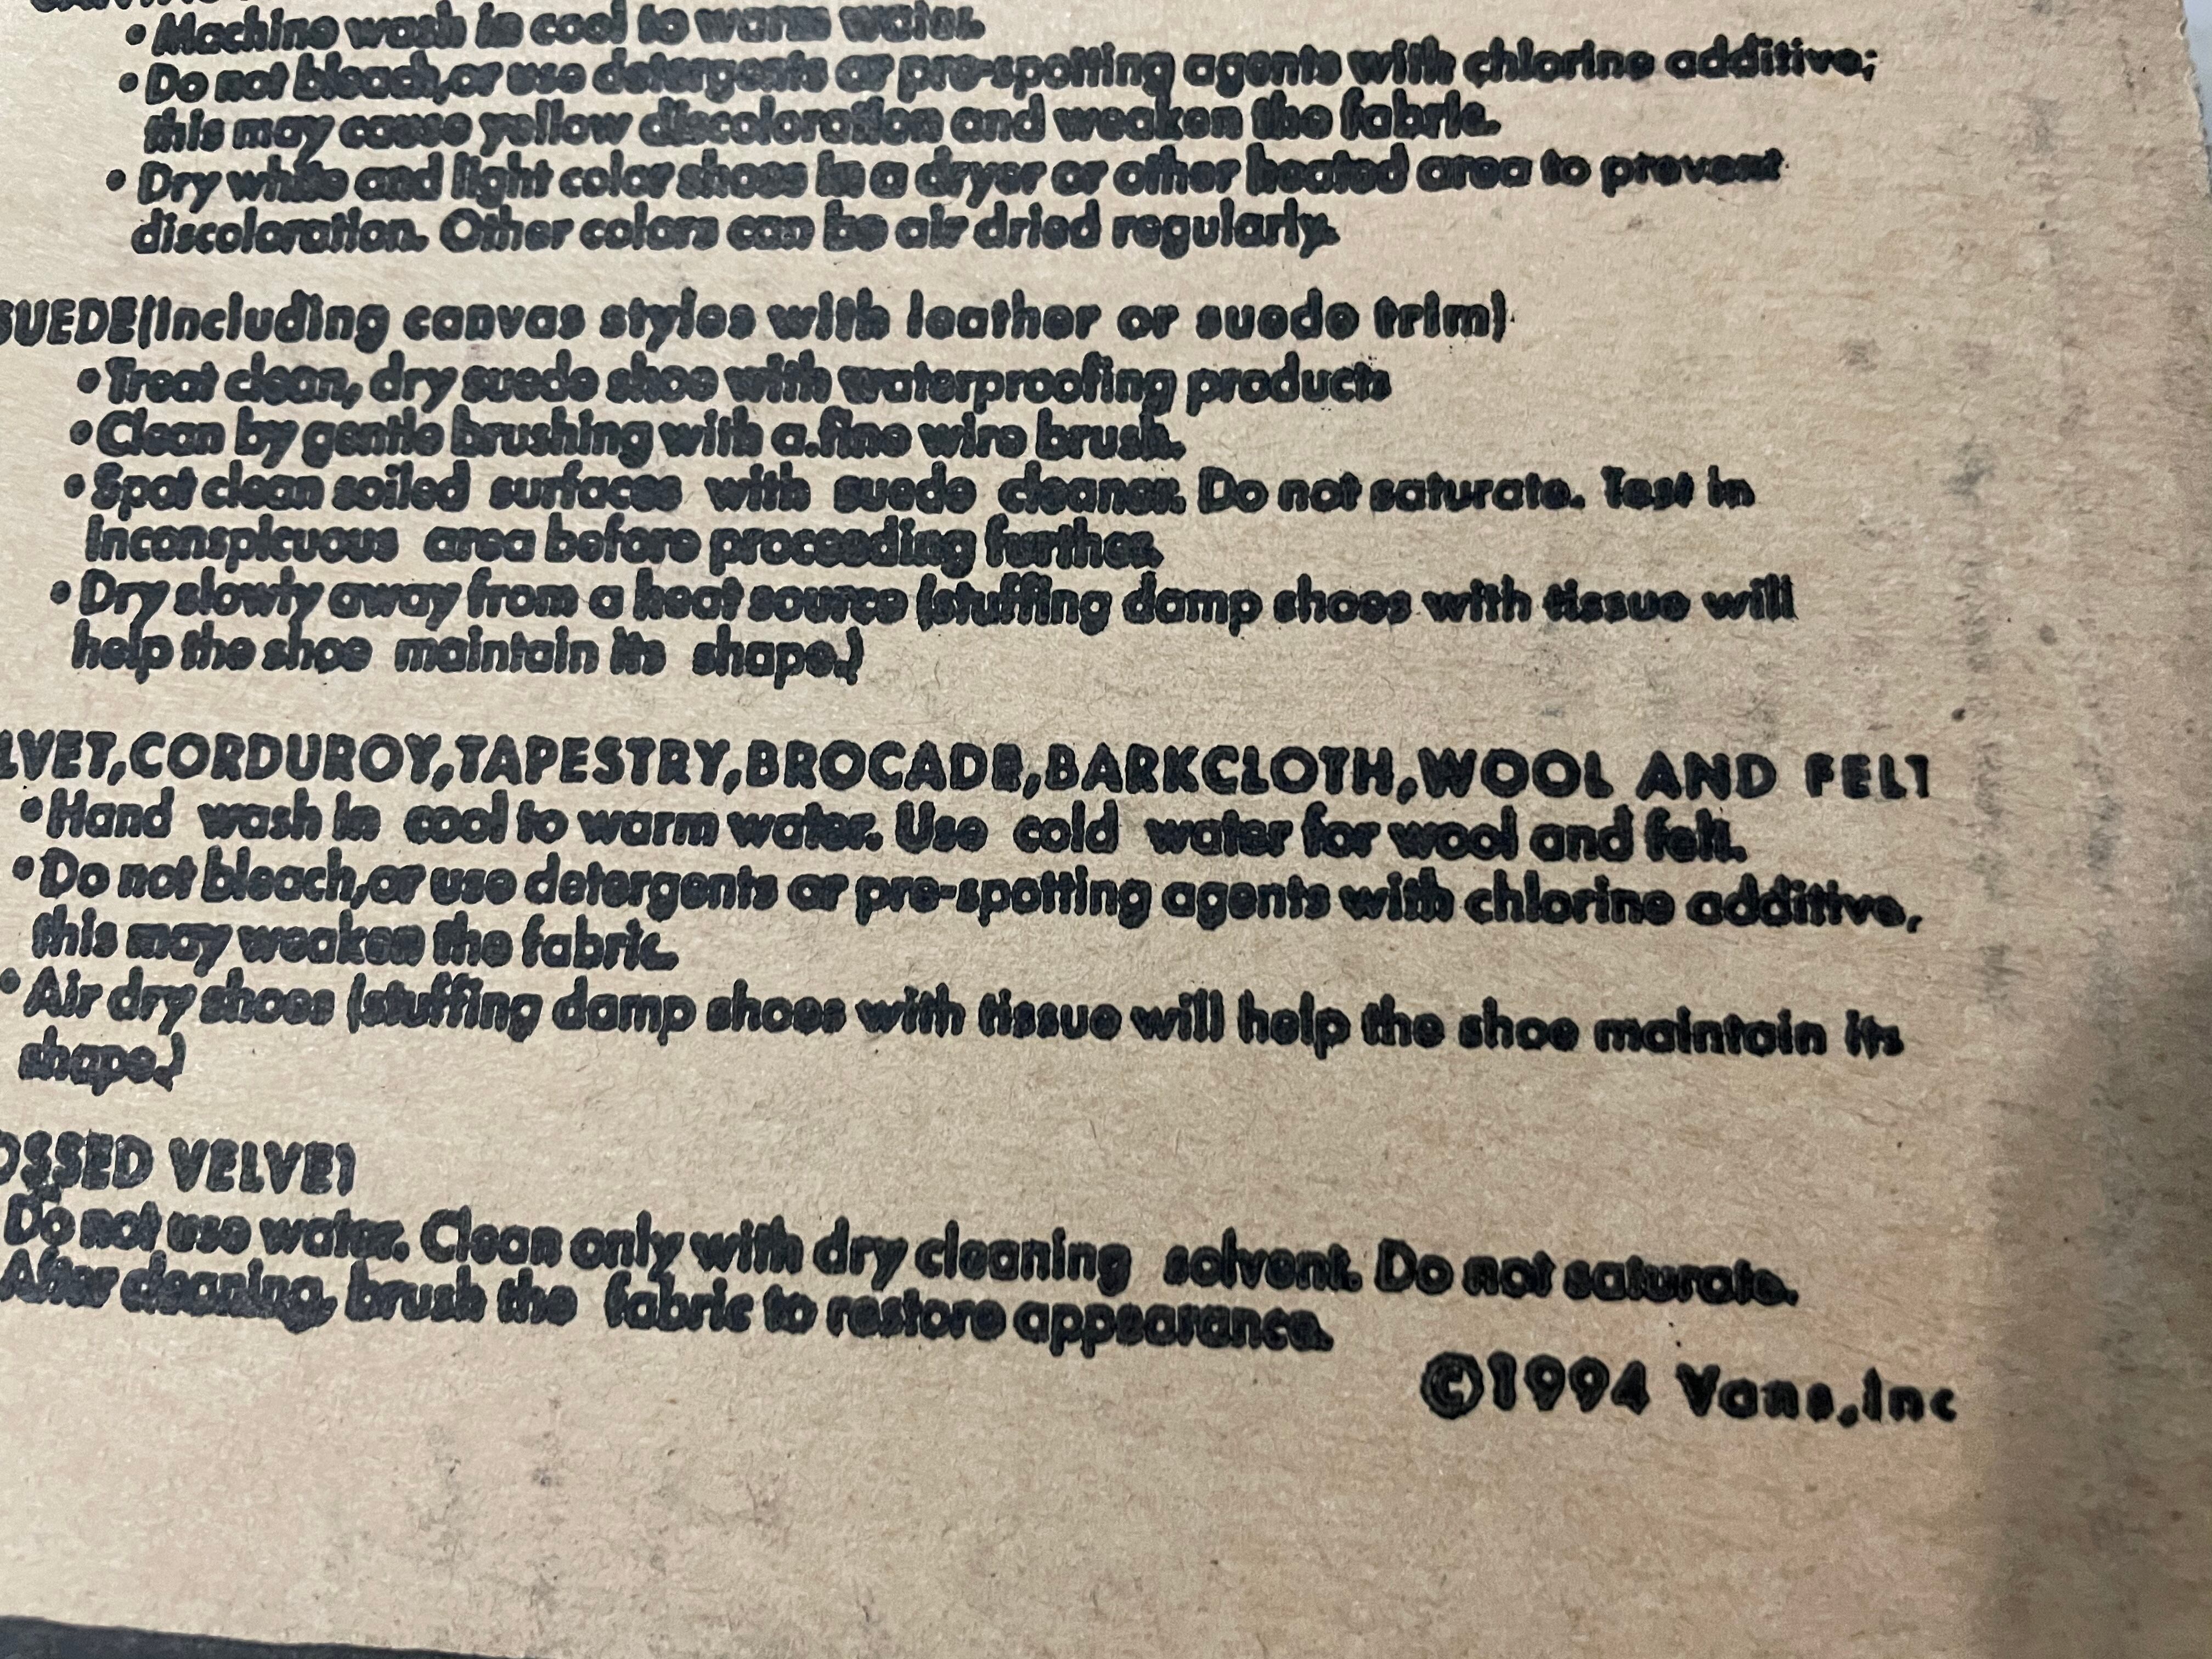 • Machine wash in cool to warm water.
• Do not bleach,or use detergents or pre-spotting agents with chlorine additive;
this may cause yellow discoloration and weaken the fabric.
• Dry white and light color shoes in a dryer or other heated area to prevent
discoloration. Other colors can be air dried regularly.
SUEDE(Including canvas styles with leather or suede trim)
• Treat clean, dry suede shoe with waterproofing products
• Clean by gentle brushing with a.fine wire brush.
• Spot clean soiled surfaces with suede cleaner. Do not saturate. Test in
inconspicuous area before proceeding further.
• Dry slowly away from a heat source (stuffing damp shoes with tissue will
help the shoe maintain its shape.)
LVET,CORDUROY,TAPESTRY,BROCADE,BARKCLOTH,WOOL AND FELT
• Hand wash in cool to warm water. Use cold water for wool and felt.
• Do not bleach,or use detergents or pre-spotting agents with chlorine additive,
this may weaken the fabric.
• Air dry shoes (stuffing damp shoes with tissue will help the shoe maintain its
shape.)
OSSED VELVET
Do not use water. Clean only with dry cleaning solvent. Do not saturate.
After cleaning, brush the fabric to restore appearance.
©1994 Vans,Inc